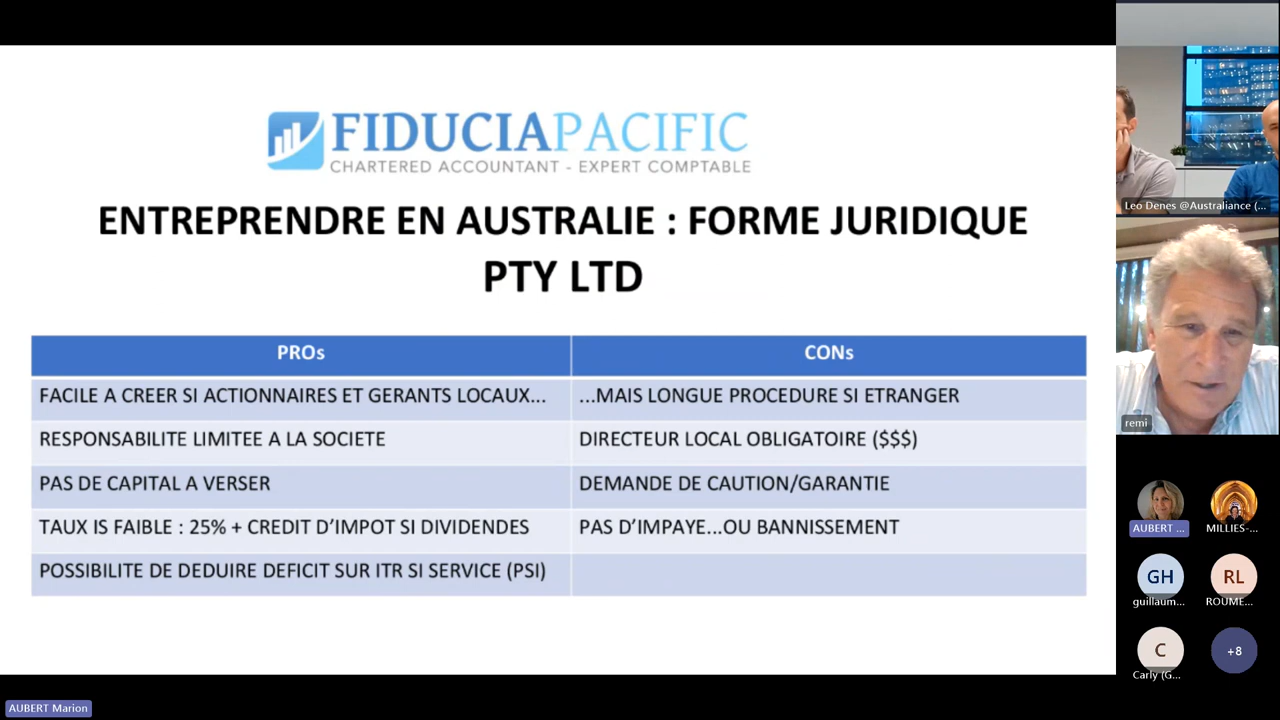 FIDUCIAPACIFIC
CHARTERED ACCOUNTANT - EXPERT COMPTABLE
ENTREPRENDRE EN AUSTRALIE : FORME JURIDIQUE
PTY LTD
PROs
CONs
FACILE A CREER SI ACTIONNAIRES ET GERANTS LOCAUX...
...MAIS LONGUE PROCEDURE SI ETRANGER
RESPONSABILITE LIMITEE A LA SOCIETE
DIRECTEUR LOCAL OBLIGATOIRE ($$$)
PAS DE CAPITAL A VERSER
DEMANDE DE CAUTION/GARANTIE
TAUX IS FAIBLE : 25% + CREDIT D'IMPOT SI DIVIDENDES
PAS D'IMPAYE...OU BANNISSEMENT
POSSIBILITE DE DEDUIRE DEFICIT SUR ITR SI SERVICE (PSI)
Leo Denes @Australiance (...
remi
AUBERT ...
MILLIES-...
GH
guillaum...
RL
ROUME...
C
Carly (G...
+8
AUBERT Marion